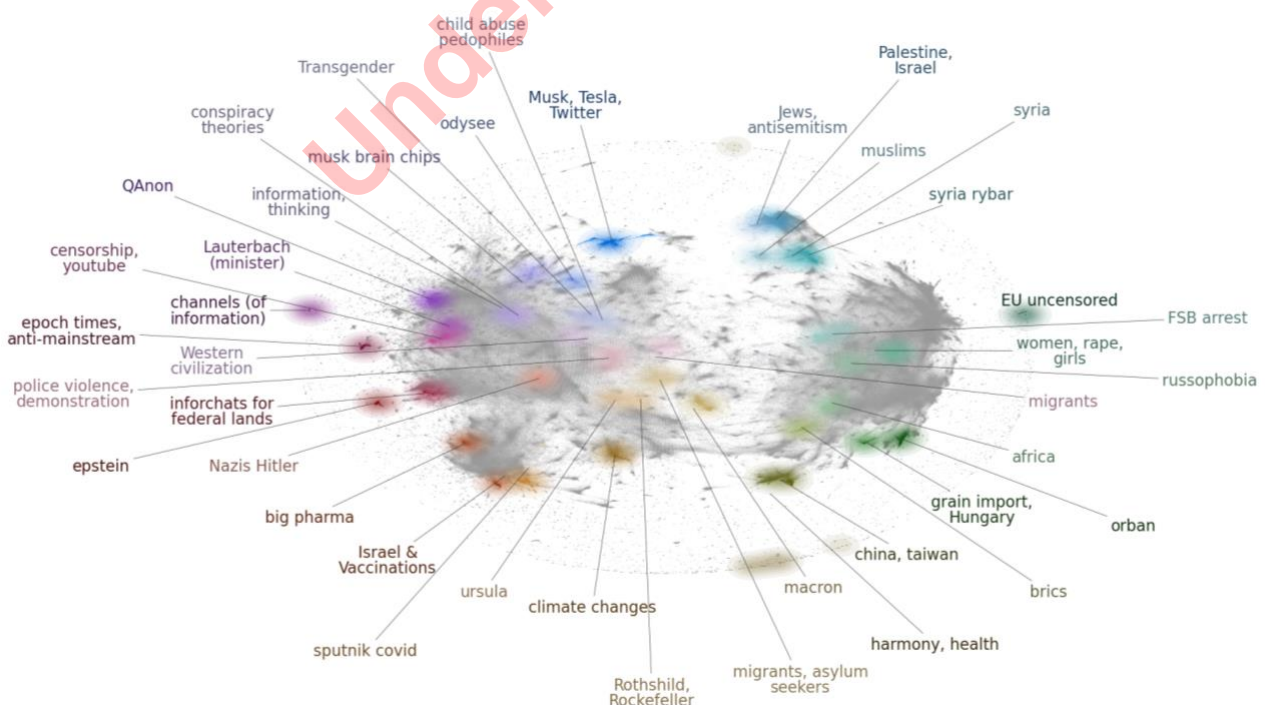 child abuse
pedophiles
Under
Transgender
Palestine,
Israel
Musk, Tesla,
Twitter
conspiracy
theories
odysee
Jews,
antisemitism
syria
musk brain chips
muslims
QAnon
information,
thinking
syria rybar
censorship,
youtube
Lauterbach
(minister)
channels (of
information)
EU uncensored
FSB arrest
epoch times,
anti-mainstream
Western
civilization
women, rape,
girls
russophobia
police violence,
demonstration
inforchats for
federal lands
migrants
epstein
Nazis Hitler
africa
big pharma
grain import,
Hungary
orban
Israel &
Vaccinations
china, taiwan
ursula
climate changes
macron
brics
sputnik covid
harmony, health
Rothshild,
Rockefeller
migrants, asylum
seekers